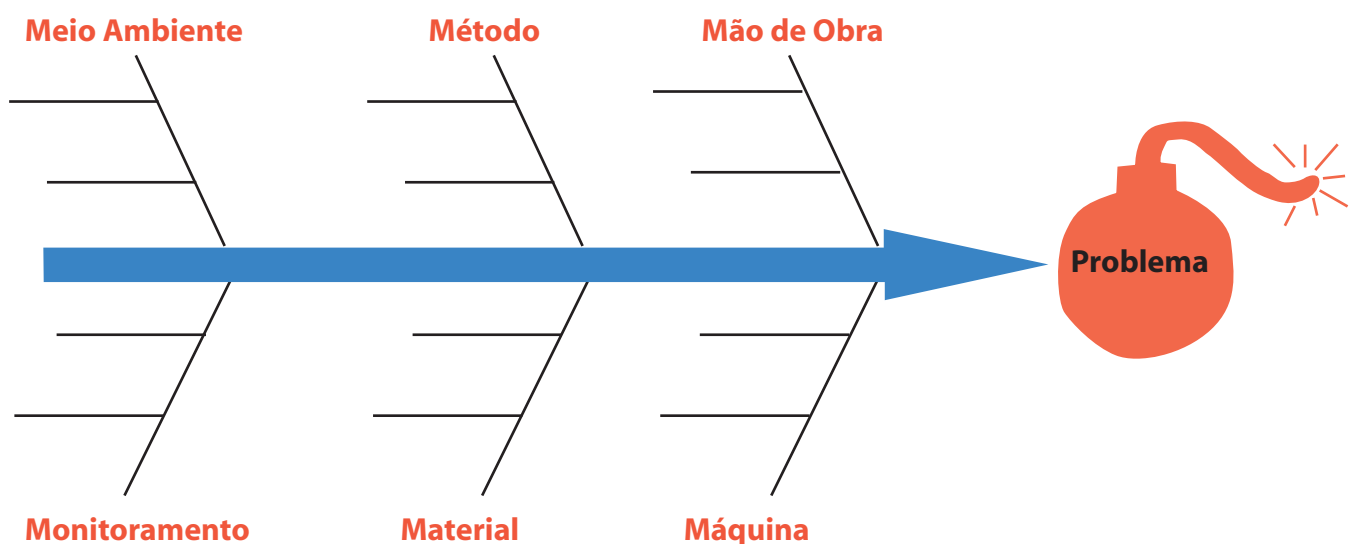 Meio Ambiente
Método
Mão de Obra
Problema
Monitoramento
Material
Máquina